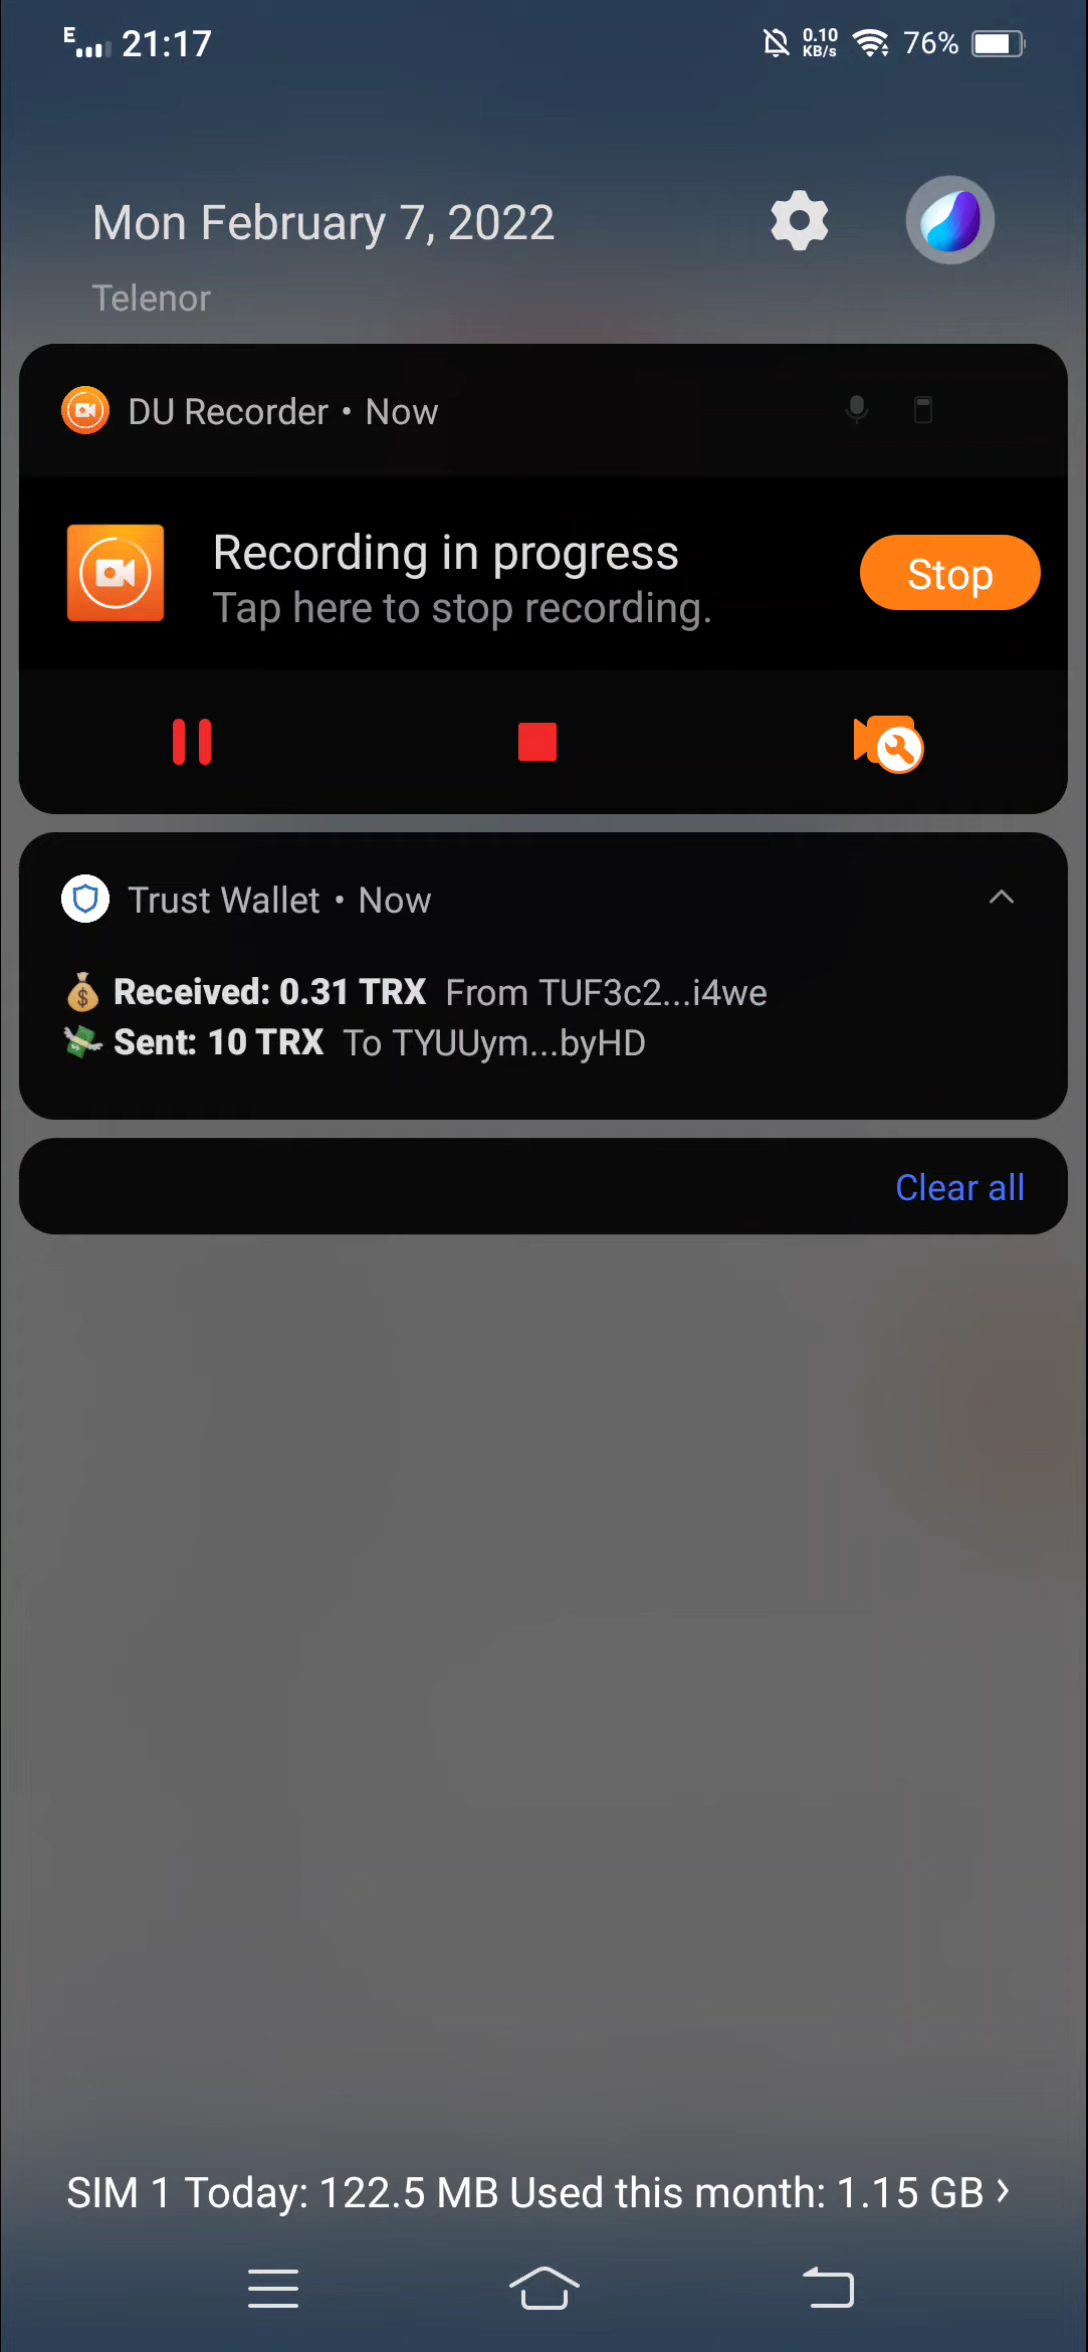 E 21:17 0.10 KB/s 76%
Mon February 7, 2022
Telenor
DU Recorder • Now
Recording in progress
Tap here to stop recording.
Stop
Trust Wallet • Now
💰 Received: 0.31 TRX From TUF3c2...i4we
💸 Sent: 10 TRX To TYUUym...byHD
Clear all
SIM 1 Today: 122.5 MB Used this month: 1.15 GB ›